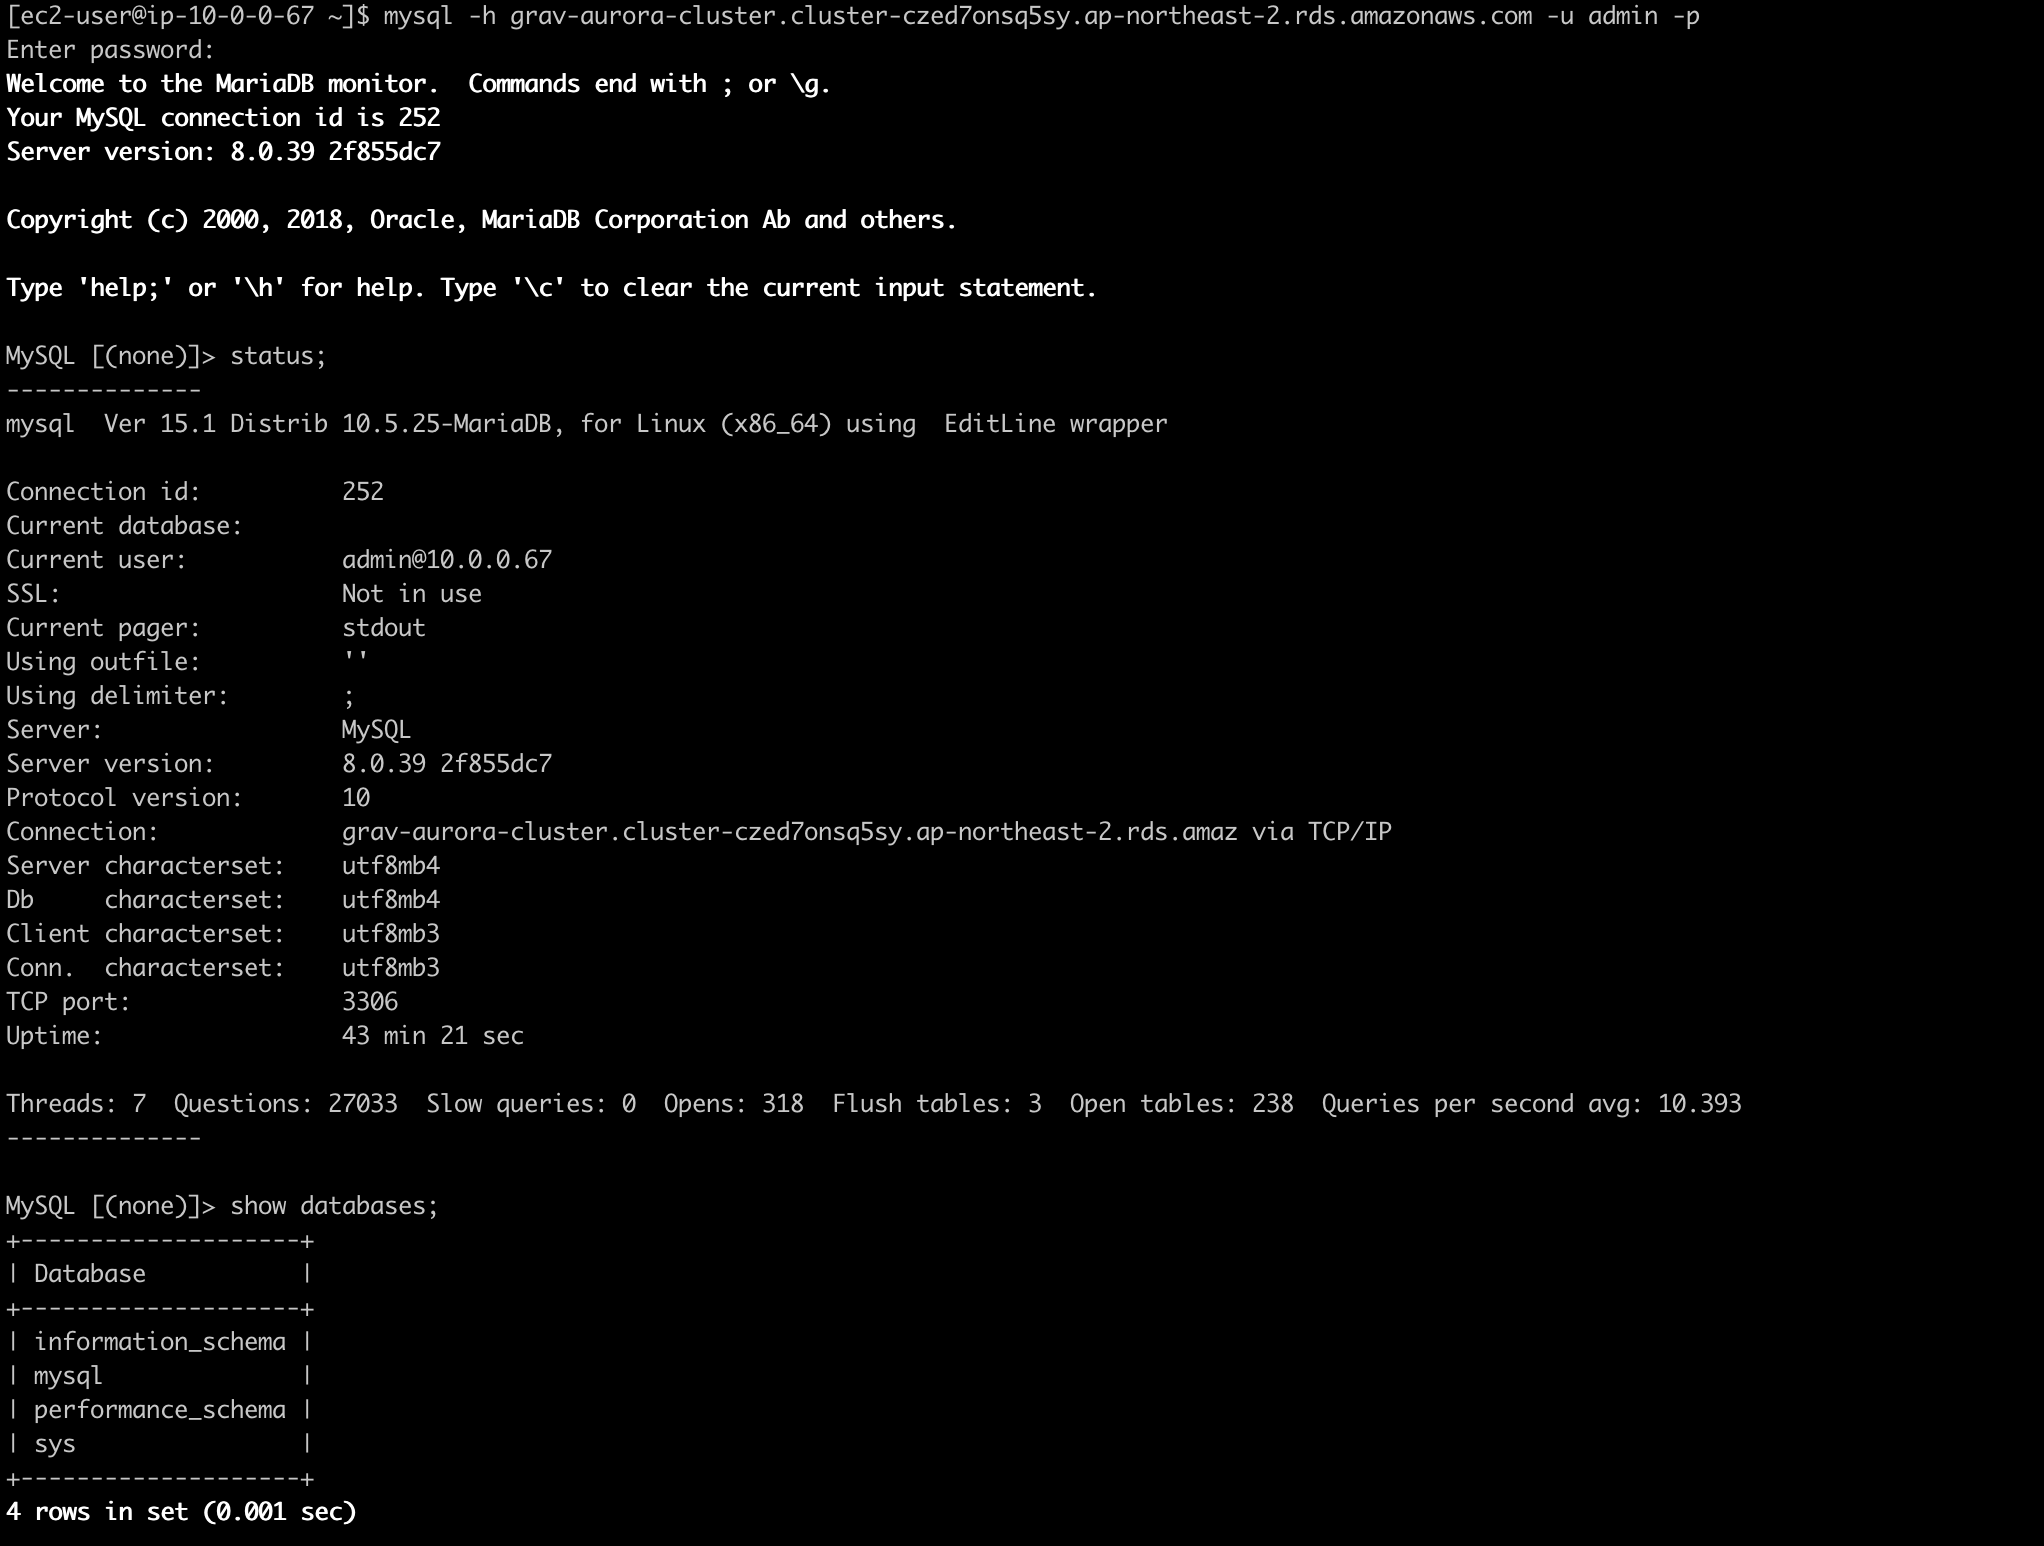 [ec2-user@ip-10-0-0-67 ~]$ mysql -h grav-aurora-cluster.cluster-czed7onsq5sy.ap-northeast-2.rds.amazonaws.com -u admin -p
Enter password:
Welcome to the MariaDB monitor.  Commands end with ; or \g.
Your MySQL connection id is 252
Server version: 8.0.39 2f855dc7

Copyright (c) 2000, 2018, Oracle, MariaDB Corporation Ab and others.

Type 'help;' or '\h' for help. Type '\c' to clear the current input statement.

MySQL [(none)]> status;
--------------
mysql  Ver 15.1 Distrib 10.5.25-MariaDB, for Linux (x86_64) using  EditLine wrapper

Connection id:          252
Current database:
Current user:           admin@10.0.0.67
SSL:                    Not in use
Current pager:          stdout
Using outfile:          ''
Using delimiter:        ;
Server:                 MySQL
Server version:         8.0.39 2f855dc7
Protocol version:       10
Connection:             grav-aurora-cluster.cluster-czed7onsq5sy.ap-northeast-2.rds.amaz via TCP/IP
Server characterset:    utf8mb4
Db     characterset:    utf8mb4
Client characterset:    utf8mb3
Conn.  characterset:    utf8mb3
TCP port:               3306
Uptime:                 43 min 21 sec

Threads: 7  Questions: 27033  Slow queries: 0  Opens: 318  Flush tables: 3  Open tables: 238  Queries per second avg: 10.393
--------------

MySQL [(none)]> show databases;
+--------------------+
| Database           |
+--------------------+
| information_schema |
| mysql              |
| performance_schema |
| sys                |
+--------------------+
4 rows in set (0.001 sec)